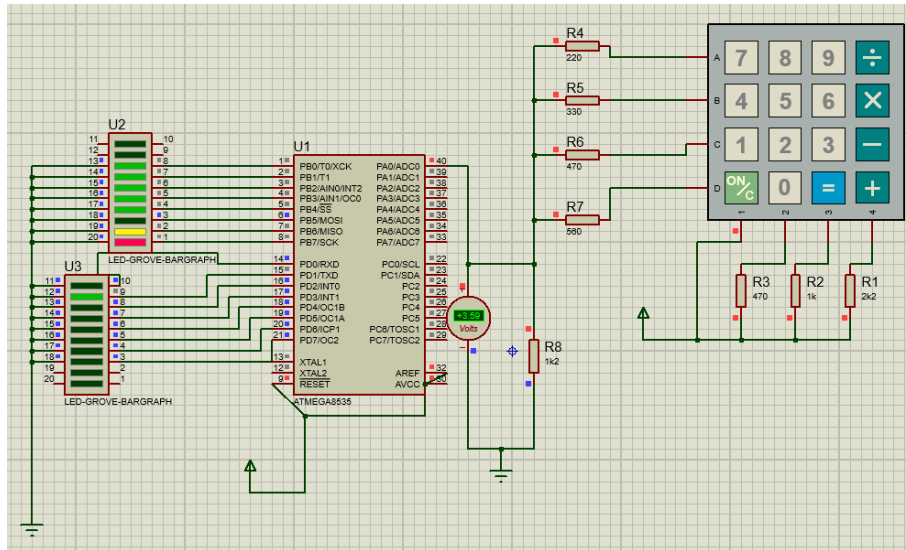 R4
220
R5
330
R6
470
R7
560
A
B
C
D
7 8 9 ÷
4 5 6 ×
1 2 3 −
ON/C 0 = +
1 2 3 4
R3
470
R2
1k
R1
2k2
R8
1k2
U2
11 10
12 9
13 8
14 7
15 6
16 5
17 4
18 3
19 2
20 1
LED-GROVE-BARGRAPH
U3
11 10
12 9
13 8
14 7
15 6
16 5
17 4
18 3
19 2
20 1
LED-GROVE-BARGRAPH
U1
1 PB0/T0/XCK PA0/ADC0 40
2 PB1/T1 PA1/ADC1 39
3 PB2/AIN0/INT2 PA2/ADC2 38
4 PB3/AIN1/OC0 PA3/ADC3 37
5 PB4/SS PA4/ADC4 36
6 PB5/MOSI PA5/ADC5 35
7 PB6/MISO PA6/ADC6 34
8 PB7/SCK PA7/ADC7 33
14 PD0/RXD PC0/SCL 22
15 PD1/TXD PC1/SDA 23
16 PD2/INT0 PC2 24
17 PD3/INT1 PC3 25
18 PD4/OC1B PC4 26
19 PD5/OC1A PC5 27
20 PD6/ICP1 PC6/TOSC1 28
21 PD7/OC2 PC7/TOSC2 29
13 XTAL1
12 XTAL2 AREF 32
9 RESET AVCC 30
ATMEGA8535
+
+3.59
Volts
−